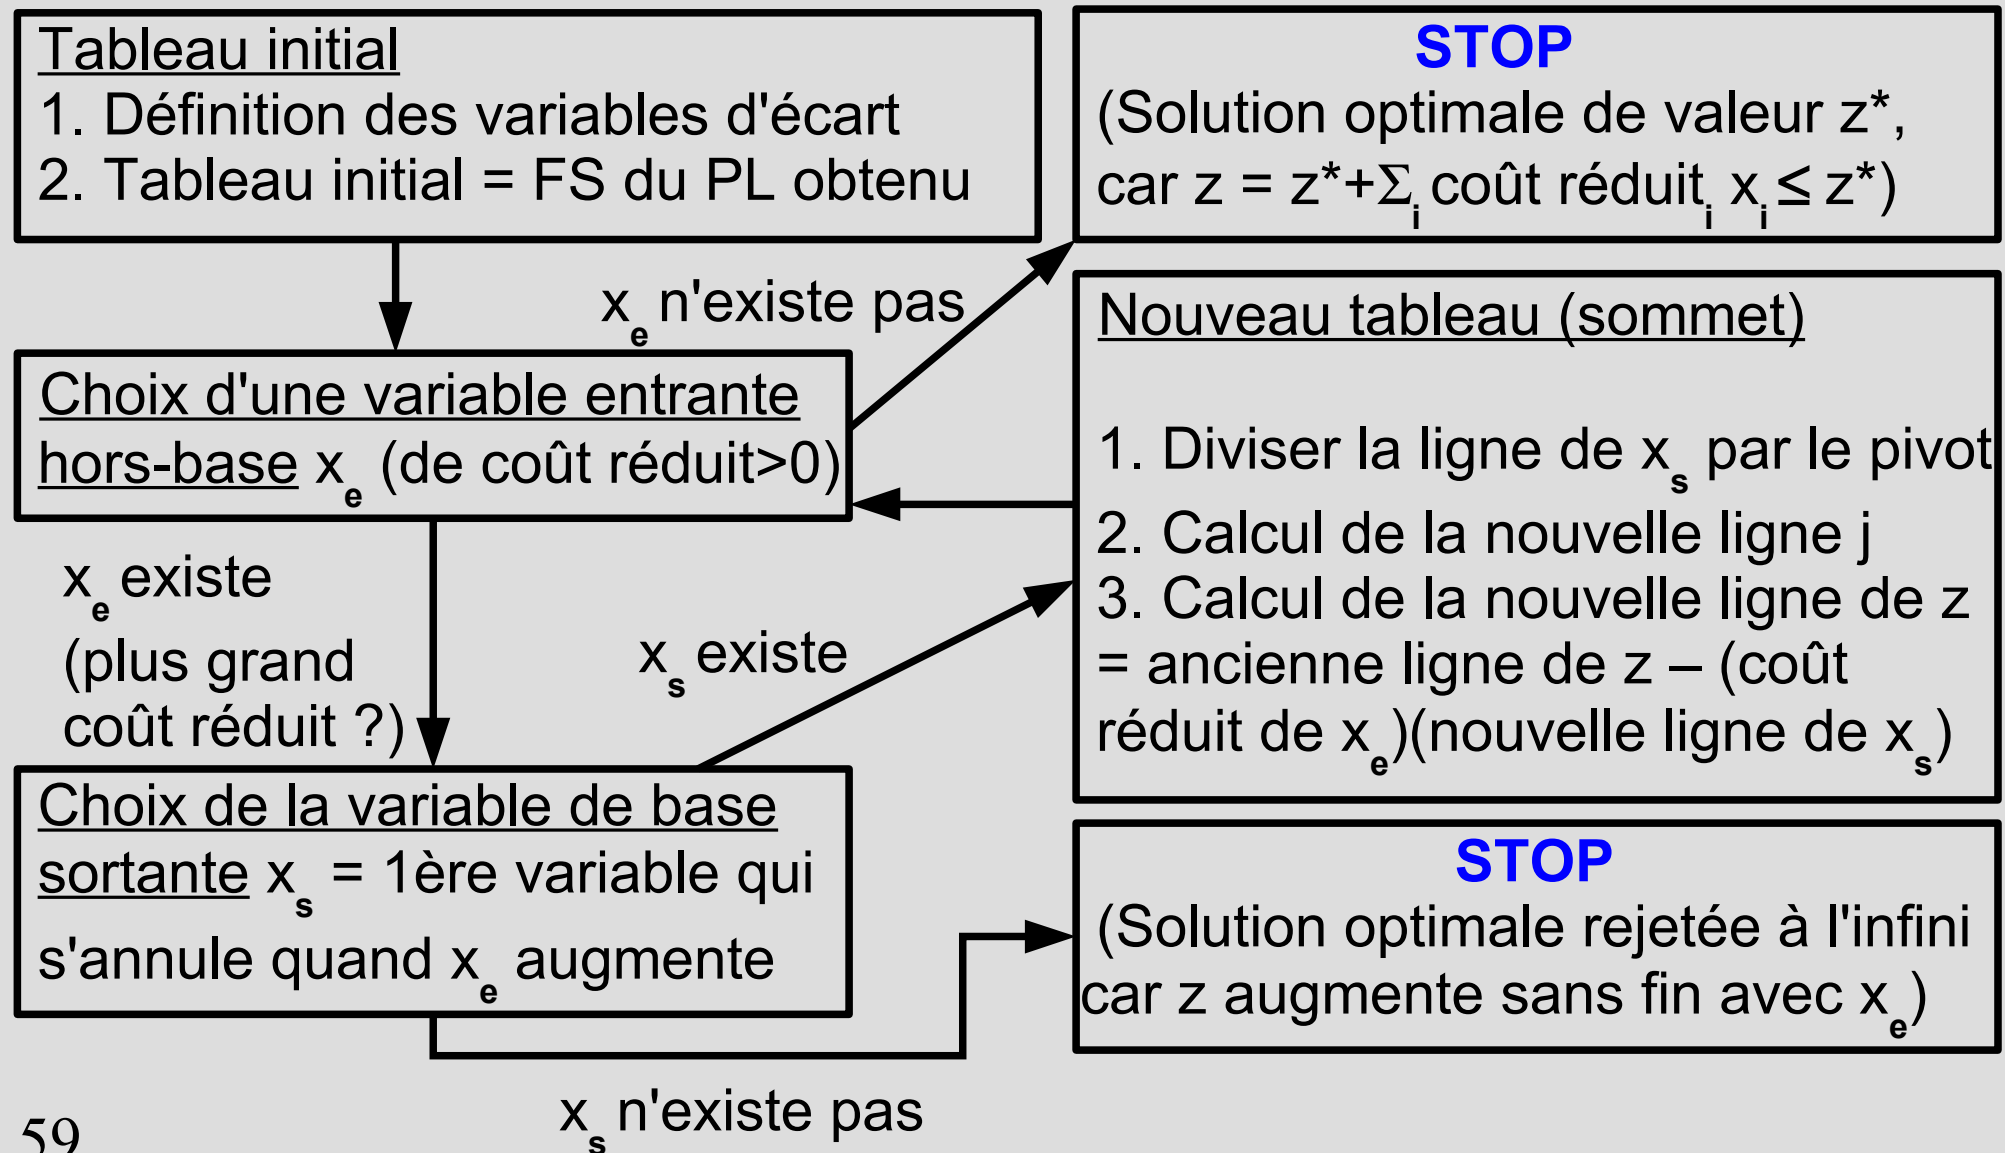 Tableau initial
1. Définition des variables d'écart
2. Tableau initial = FS du PL obtenu
STOP
(Solution optimale de valeur z*,
car z = z*+Σi coût réduiti xi ≤ z*)
xe n'existe pas
Choix d'une variable entrante
hors-base xe (de coût réduit>0)
Nouveau tableau (sommet)
1. Diviser la ligne de xs par le pivot
2. Calcul de la nouvelle ligne j
3. Calcul de la nouvelle ligne de z
= ancienne ligne de z – (coût
réduit de xe)(nouvelle ligne de xs)
xe existe
(plus grand
coût réduit ?)
xs existe
Choix de la variable de base
sortante xs = 1ère variable qui
s'annule quand xe augmente
STOP
(Solution optimale rejetée à l'infini
car z augmente sans fin avec xe)
xs n'existe pas
59